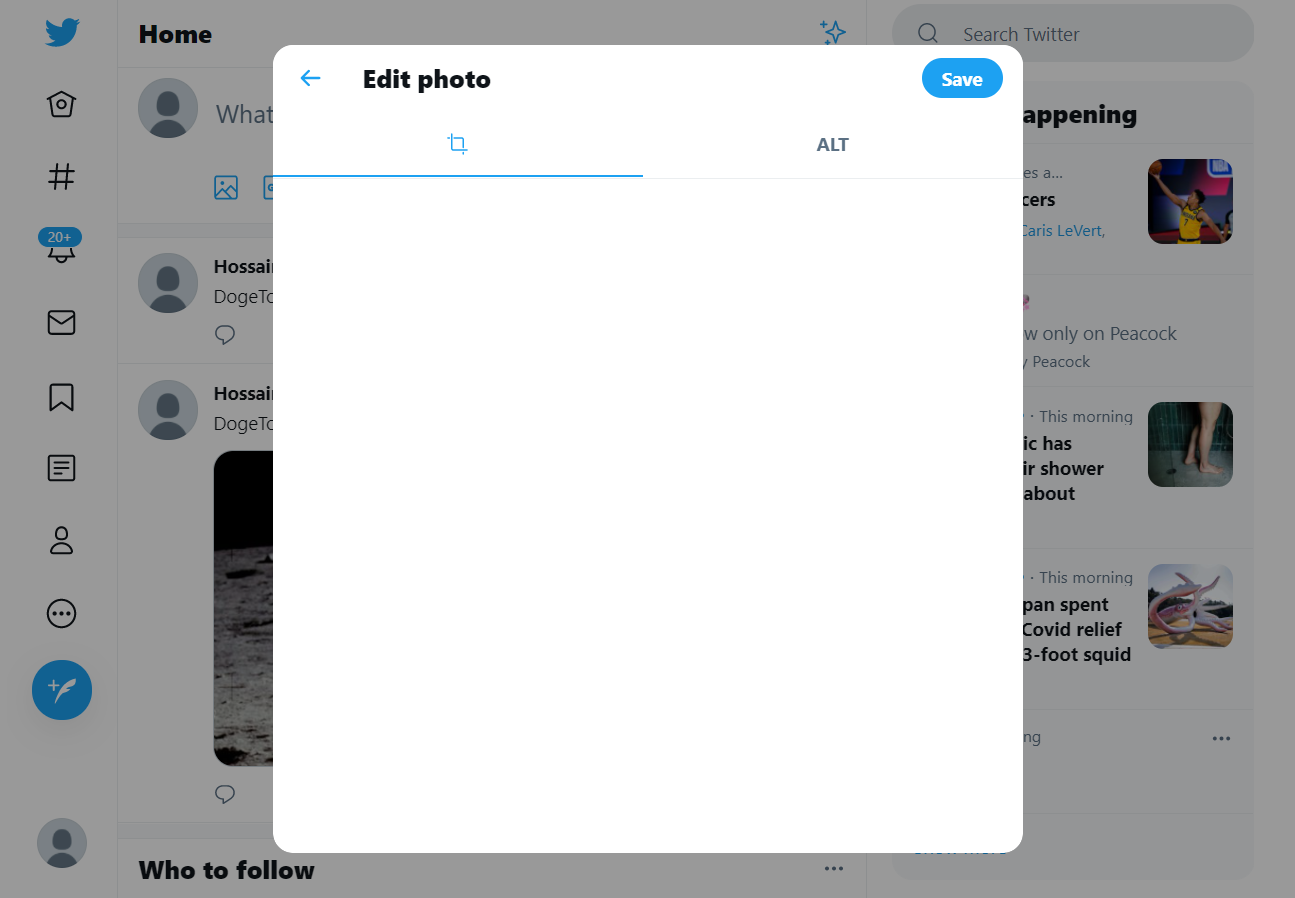 Home
Search Twitter
Edit photo
Save
What
ALT
appening
20+
es a...
cers
Caris LeVert,
Hossain
DogeTo
w only on Peacock
y Peacock
Hossain
DogeTo
· This morning
ic has
ir shower
about
· This morning
pan spent
Covid relief
3-foot squid
ng
Who to follow